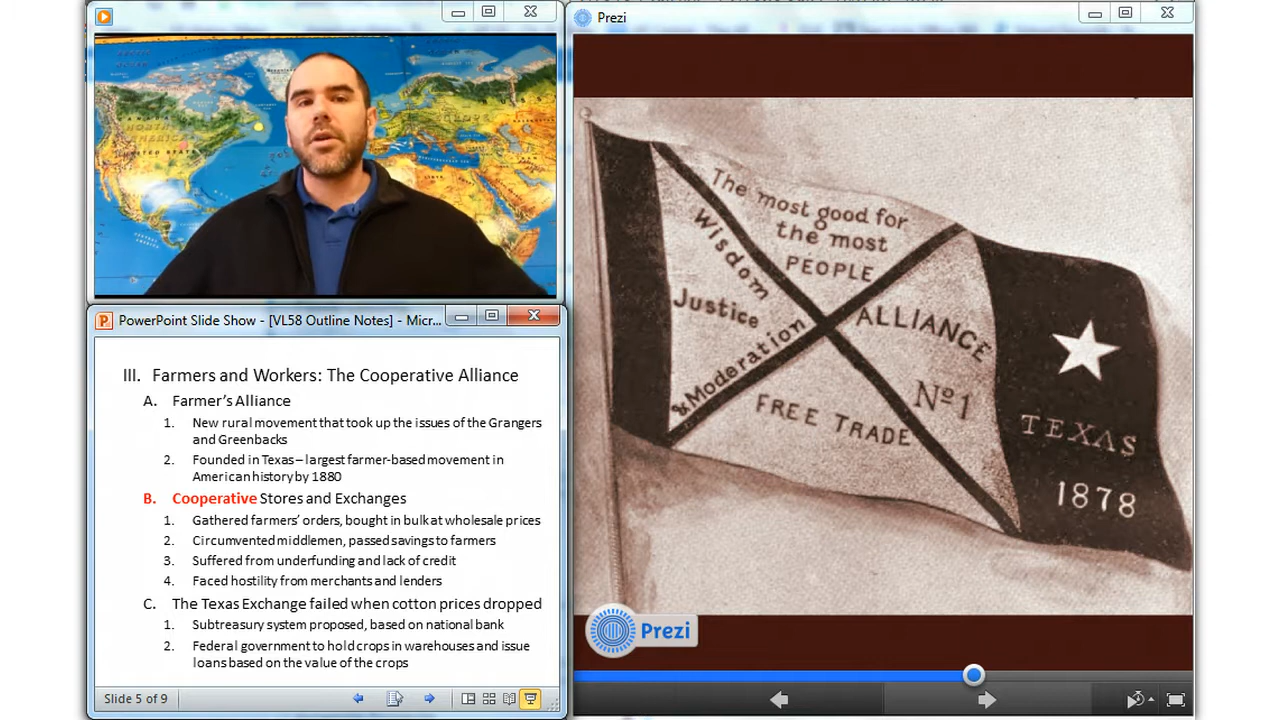 Prezi
The most good for
the most
PEOPLE
Wisdom
Justice
& Moderation
ALLIANCE
Nº 1
FREE TRADE
TEXAS
1878
Prezi
PowerPoint Slide Show - [VL58 Outline Notes] - Micr...
III. Farmers and Workers: The Cooperative Alliance
A. Farmer's Alliance
1. New rural movement that took up the issues of the Grangers
and Greenbacks
2. Founded in Texas – largest farmer-based movement in
American history by 1880
B. Cooperative Stores and Exchanges
1. Gathered farmers' orders, bought in bulk at wholesale prices
2. Circumvented middlemen, passed savings to farmers
3. Suffered from underfunding and lack of credit
4. Faced hostility from merchants and lenders
C. The Texas Exchange failed when cotton prices dropped
1. Subtreasury system proposed, based on national bank
2. Federal government to hold crops in warehouses and issue
loans based on the value of the crops
Slide 5 of 9